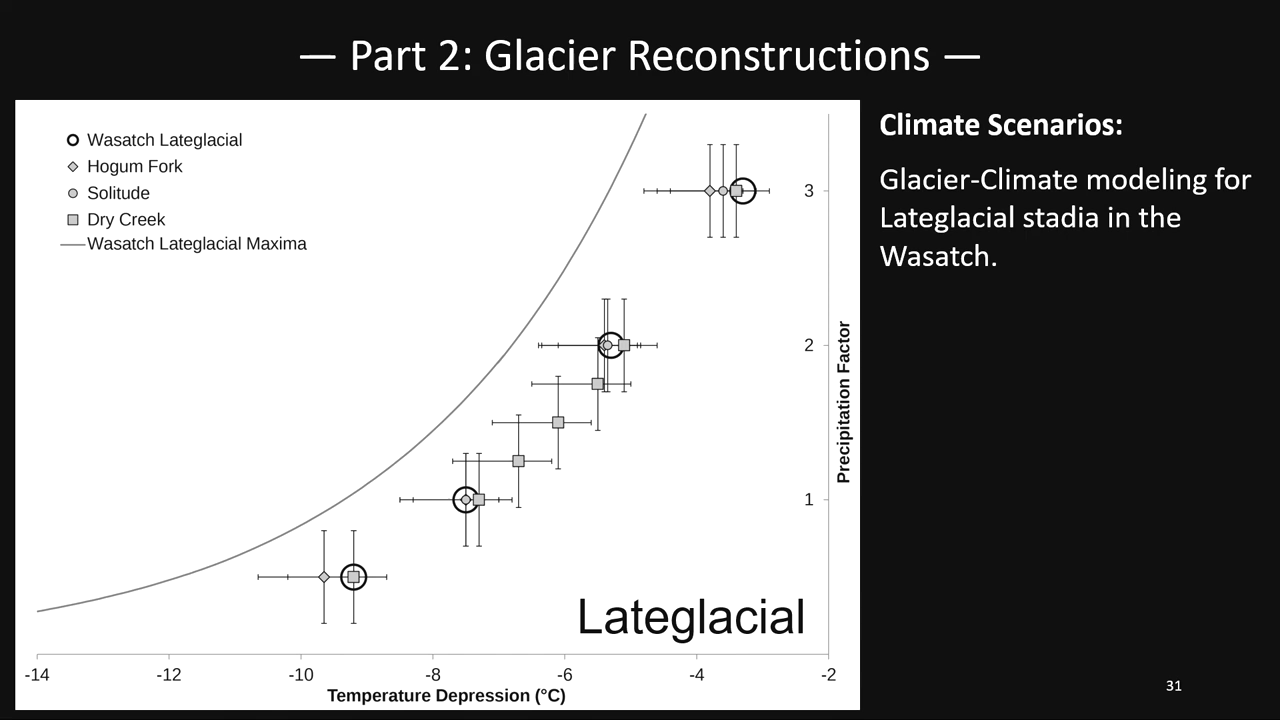 — Part 2: Glacier Reconstructions —
Wasatch Lateglacial
Hogum Fork
Solitude
Dry Creek
Wasatch Lateglacial Maxima
3
2
1
Precipitation Factor
Lateglacial
-14 -12 -10 -8 -6 -4 -2
Temperature Depression (°C)
Climate Scenarios:
Glacier-Climate modeling for
Lateglacial stadia in the
Wasatch.
31